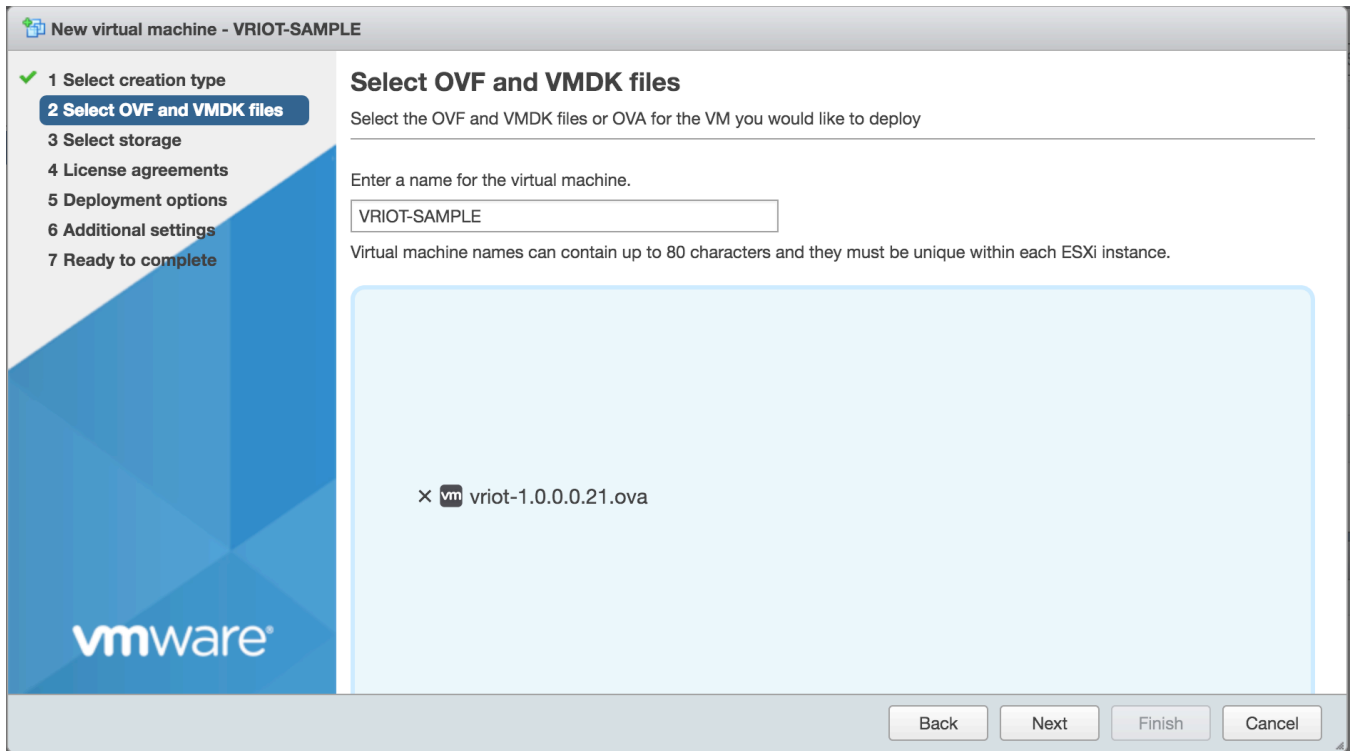 New virtual machine - VRIOT-SAMPLE
1 Select creation type
2 Select OVF and VMDK files
3 Select storage
4 License agreements
5 Deployment options
6 Additional settings
7 Ready to complete
Select OVF and VMDK files
Select the OVF and VMDK files or OVA for the VM you would like to deploy
Enter a name for the virtual machine.
VRIOT-SAMPLE
Virtual machine names can contain up to 80 characters and they must be unique within each ESXi instance.
× vm vriot-1.0.0.0.21.ova
vmware®
Back Next Finish Cancel